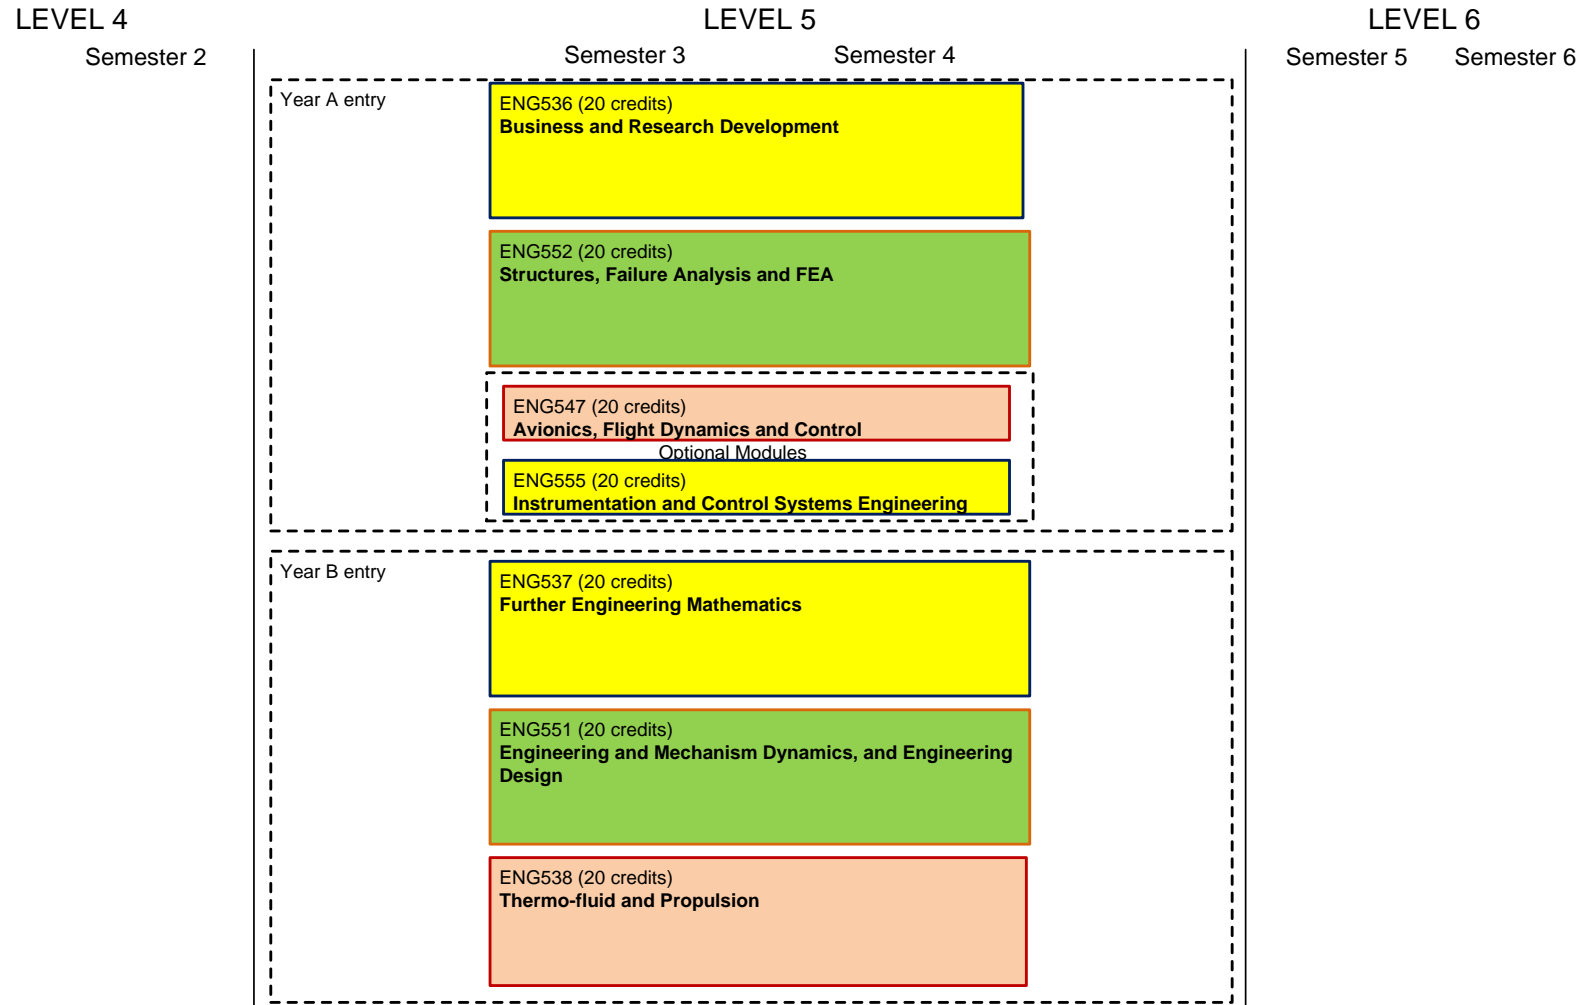 LEVEL 4
LEVEL 5
LEVEL 6
Semester 2
Semester 3
Semester 4
Semester 5
Semester 6
Year A entry
ENG536 (20 credits)
Business and Research Development
ENG552 (20 credits)
Structures, Failure Analysis and FEA
ENG547 (20 credits)
Avionics, Flight Dynamics and Control
Optional Modules
ENG555 (20 credits)
Instrumentation and Control Systems Engineering
Year B entry
ENG537 (20 credits)
Further Engineering Mathematics
ENG551 (20 credits)
Engineering and Mechanism Dynamics, and Engineering
Design
ENG538 (20 credits)
Thermo-fluid and Propulsion